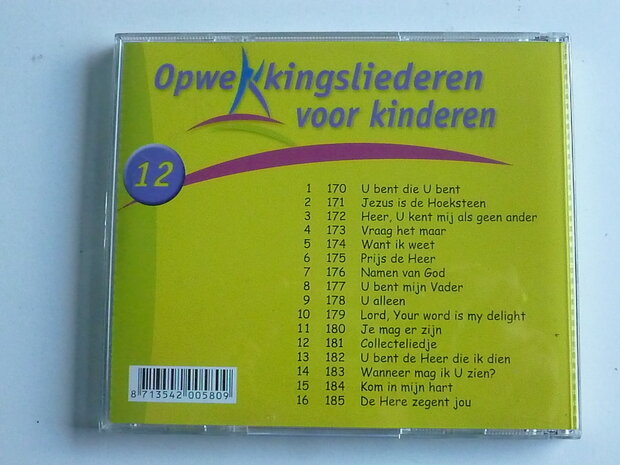 Opwekkingsliederen
voor kinderen
12
1 170 U bent die U bent
2 171 Jezus is de Hoeksteen
3 172 Heer, U kent mij als geen ander
4 173 Vraag het maar
5 174 Want ik weet
6 175 Prijs de Heer
7 176 Namen van God
8 177 U bent mijn Vader
9 178 U alleen
10 179 Lord, Your word is my delight
11 180 Je mag er zijn
12 181 Collecteliedje
13 182 U bent de Heer die ik dien
14 183 Wanneer mag ik U zien?
15 184 Kom in mijn hart
16 185 De Here zegent jou
8 713542 005809